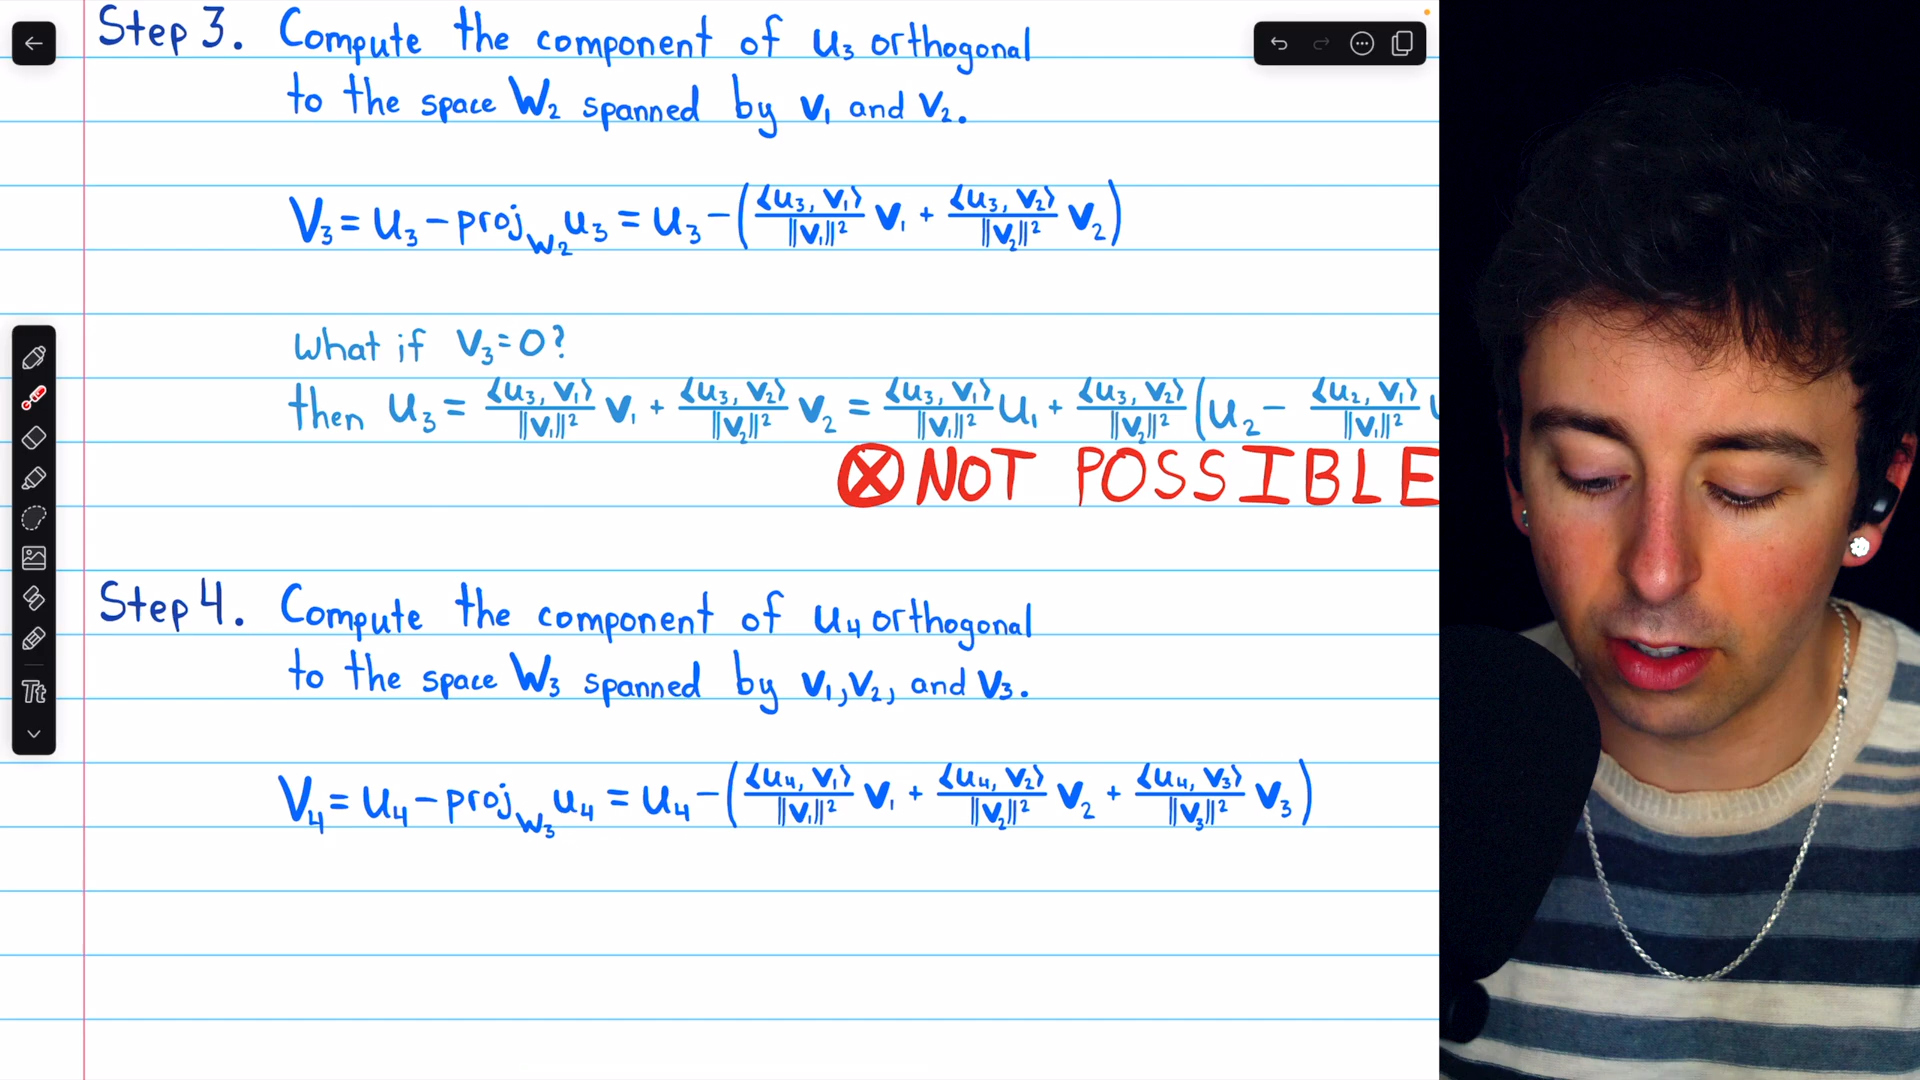 Step 3. Compute the component of u₃ orthogonal
to the space W₂ spanned by v₁ and v₂.
v₃ = u₃ − proj_W₂ u₃ = u₃ − (⟨u₃, v₁⟩/‖v₁‖² v₁ + ⟨u₃, v₂⟩/‖v₂‖² v₂)
what if v₃ = 0?
then u₃ = ⟨u₃, v₁⟩/‖v₁‖² v₁ + ⟨u₃, v₂⟩/‖v₂‖² v₂ = ⟨u₃, v₁⟩/‖v₁‖² u₁ + ⟨u₃, v₂⟩/‖v₂‖² (u₂ − ⟨u₂, v₁⟩/‖v₁‖²
⊗ NOT POSSIBLE
Step 4. Compute the component of u₄ orthogonal
to the space W₃ spanned by v₁, v₂, and v₃.
v₄ = u₄ − proj_W₃ u₄ = u₄ − (⟨u₄, v₁⟩/‖v₁‖² v₁ + ⟨u₄, v₂⟩/‖v₂‖² v₂ + ⟨u₄, v₃⟩/‖v₃‖² v₃)
Tt